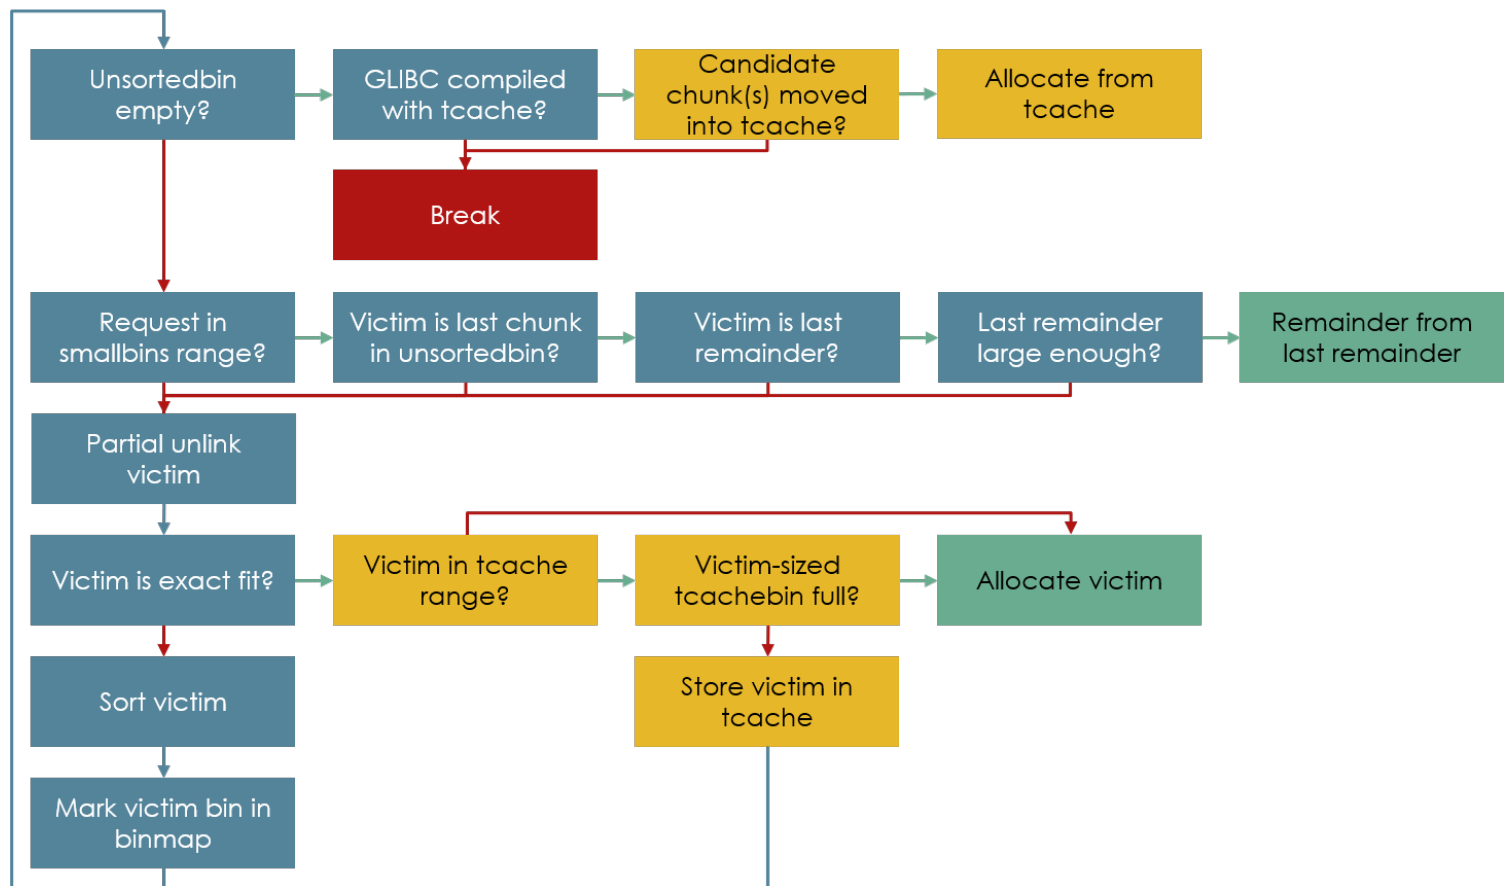 Unsortedbin
empty?
GLIBC compiled
with tcache?
Candidate
chunk(s) moved
into tcache?
Allocate from
tcache
Break
Request in
smallbins range?
Victim is last chunk
in unsortedbin?
Victim is last
remainder?
Last remainder
large enough?
Remainder from
last remainder
Partial unlink
victim
Victim is exact fit?
Victim in tcache
range?
Victim-sized
tcachebin full?
Allocate victim
Sort victim
Store victim in
tcache
Mark victim bin in
binmap